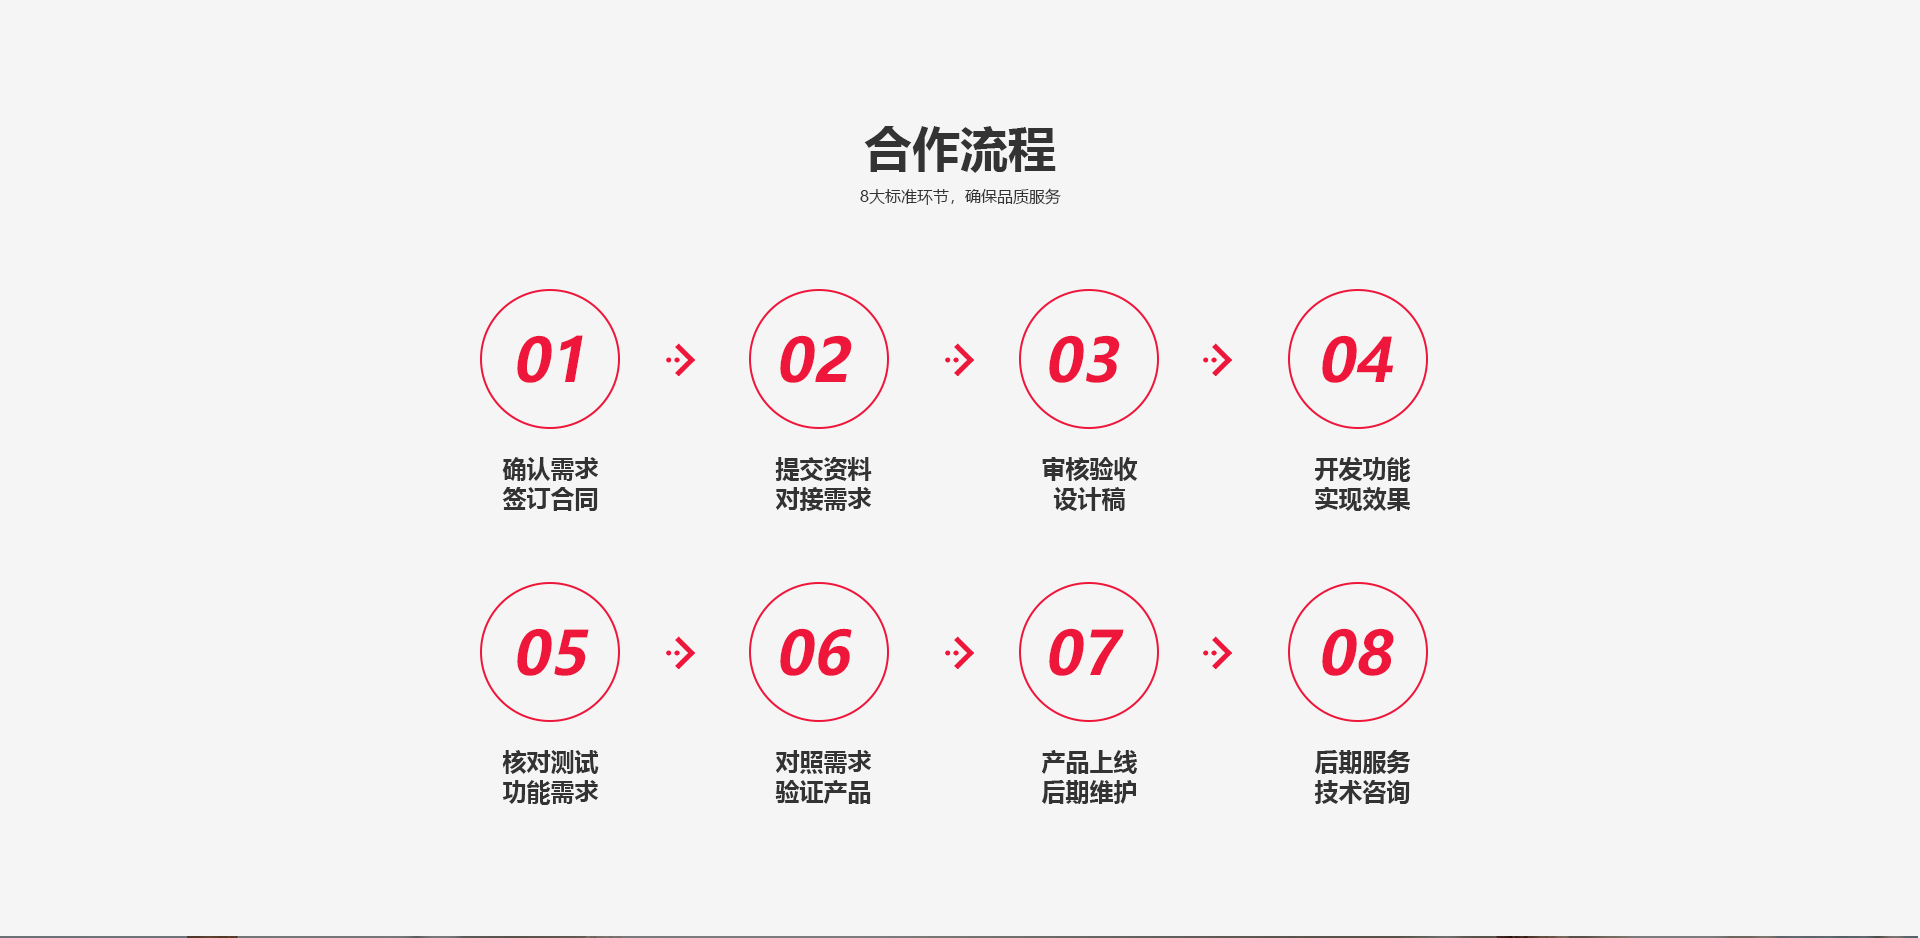 合作流程
8大标准环节，确保品质服务
01
02
03
04
确认需求
签订合同
提交资料
对接需求
审核验收
设计稿
开发功能
实现效果
05
06
07
08
核对测试
功能需求
对照需求
验证产品
产品上线
后期维护
后期服务
技术咨询